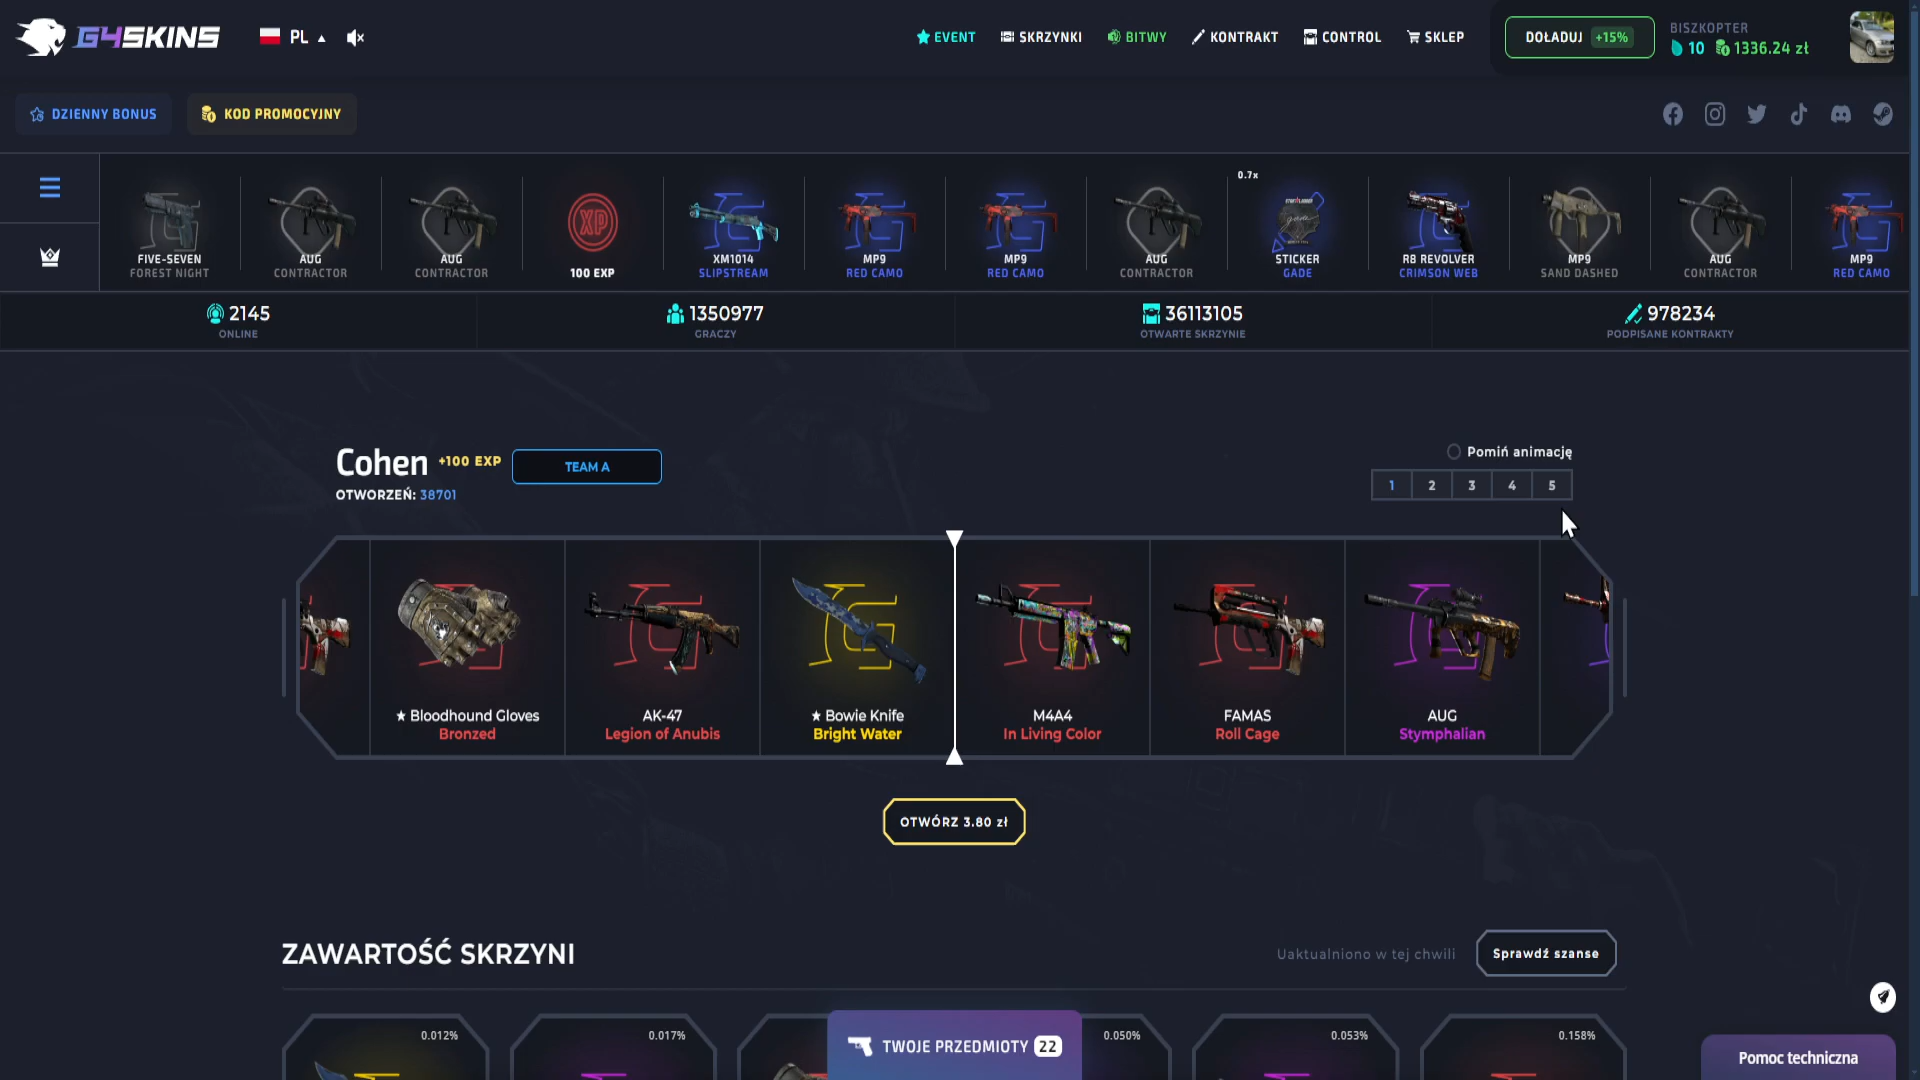 G4SKINS
PL
EVENT
SKRZYNKI
BITWY
KONTRAKT
CONTROL
SKLEP
DOŁADUJ +15%
BISZKOPTER
10 1336.24 zł
DZIENNY BONUS
KOD PROMOCYJNY
FIVE-SEVEN
FOREST NIGHT
AUG
CONTRACTOR
AUG
CONTRACTOR
XP
100 EXP
XM1014
SLIPSTREAM
MP9
RED CAMO
MP9
RED CAMO
AUG
CONTRACTOR
0.7x
STICKER
GADE
R8 REVOLVER
CRIMSON WEB
MP9
SAND DASHED
AUG
CONTRACTOR
MP9
RED CAMO
2145
ONLINE
1350977
GRACZY
36113105
OTWARTE SKRZYNIE
978234
PODPISANE KONTRAKTY
Cohen +100 EXP
TEAM A
OTWORZEŃ: 38701
Pomiń animację
1 2 3 4 5
★ Bloodhound Gloves
Bronzed
AK-47
Legion of Anubis
★ Bowie Knife
Bright Water
M4A4
In Living Color
FAMAS
Roll Cage
AUG
Stymphalian
OTWÓRZ 3.80 zł
ZAWARTOŚĆ SKRZYNI
Uaktualniono w tej chwili
Sprawdź szanse
0.012%
0.017%
0.050%
0.053%
0.158%
TWOJE PRZEDMIOTY 22
Pomoc techniczna